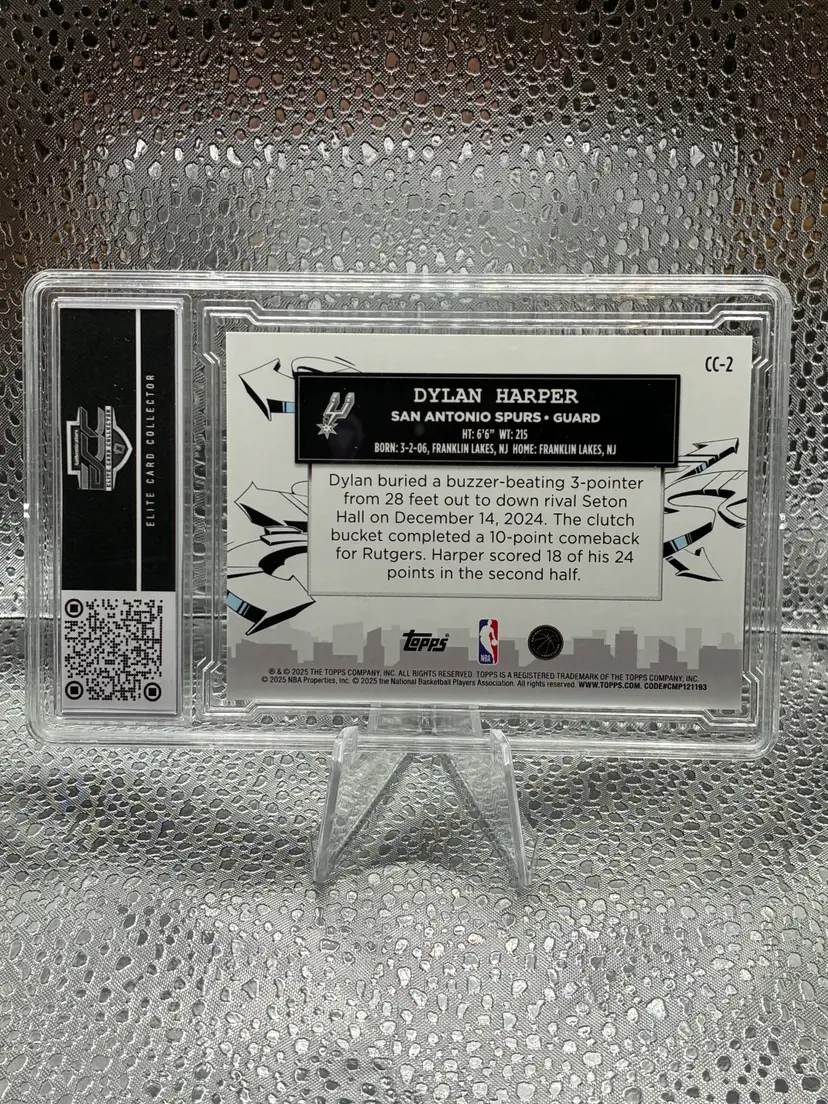 ELITE CARD COLLECTOR
ELITE CARD COLLECTOR
CC-2
DYLAN HARPER
SAN ANTONIO SPURS • GUARD
HT: 6'6" WT: 215
BORN: 3-2-06, FRANKLIN LAKES, NJ HOME: FRANKLIN LAKES, NJ
Dylan buried a buzzer-beating 3-pointer
from 28 feet out to down rival Seton
Hall on December 14, 2024. The clutch
bucket completed a 10-point comeback
for Rutgers. Harper scored 18 of his 24
points in the second half.
topps
NBA
® & © 2025 THE TOPPS COMPANY, INC. ALL RIGHTS RESERVED. TOPPS IS A REGISTERED TRADEMARK OF THE TOPPS COMPANY, INC.
© 2025 NBA Properties, Inc. © 2025 the National Basketball Players Association. All rights reserved. WWW.TOPPS.COM. CODE#CMP121193